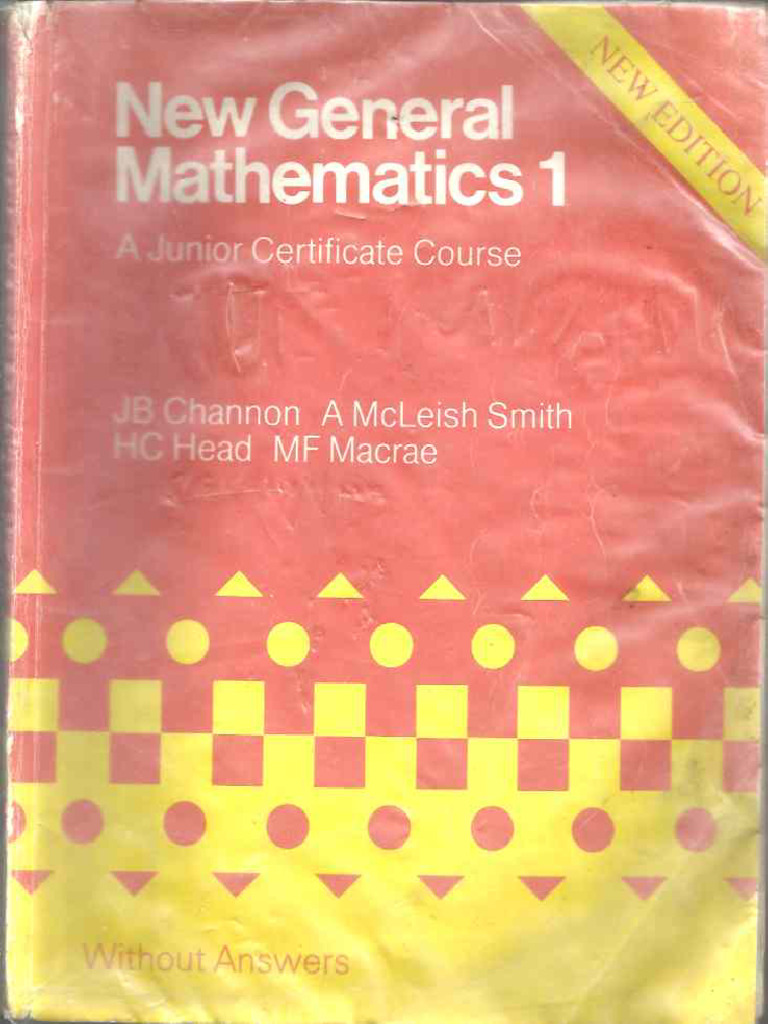 NEW EDITION
New General
Mathematics 1
A Junior Certificate Course
JB Channon A McLeish Smith
HC Head MF Macrae
Without Answers